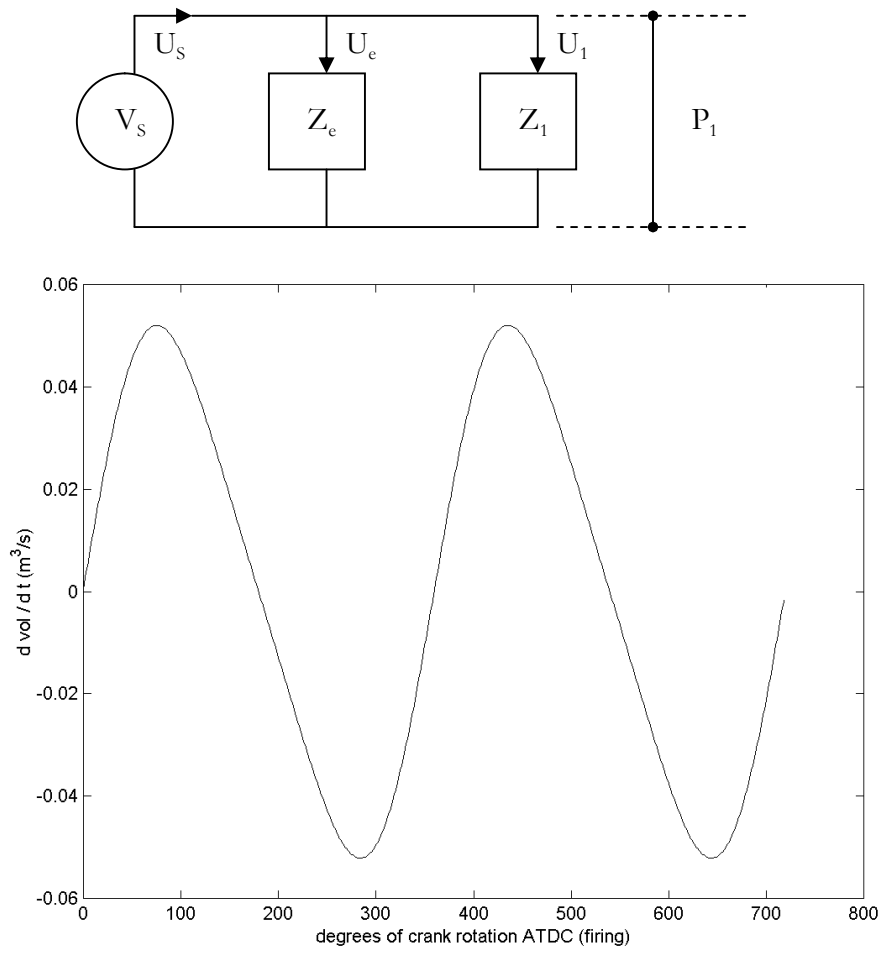 U_S U_e U_1
V_S Z_e Z_1 P_1
0.06
0.04
0.02
0
-0.02
-0.04
-0.06
d vol / d t (m³/s)
0 100 200 300 400 500 600 700 800
degrees of crank rotation ATDC (firing)